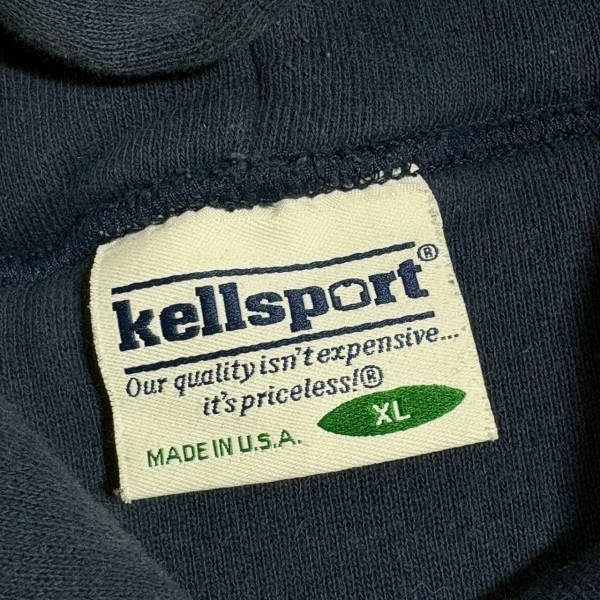 kellsport®
Our quality isn't expensive...
it's priceless!®
XL
MADE IN U.S.A.